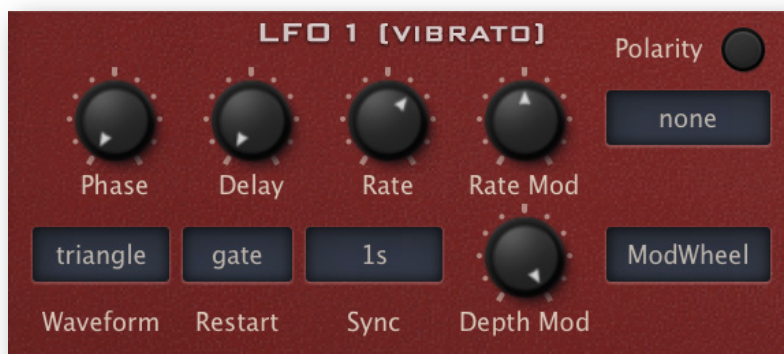 LFO 1 (VIBRATO)
Polarity
none
Phase
Delay
Rate
Rate Mod
triangle
gate
1s
ModWheel
Waveform
Restart
Sync
Depth Mod